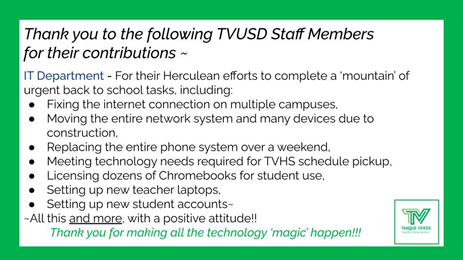 Thank you to the following TVUSD Staff Members
for their contributions ~
IT Department - For their Herculean efforts to complete a ‘mountain’ of
urgent back to school tasks, including:
● Fixing the internet connection on multiple campuses,
● Moving the entire network system and many devices due to
construction,
● Replacing the entire phone system over a weekend,
● Meeting technology needs required for TVHS schedule pickup,
● Licensing dozens of Chromebooks for student use,
● Setting up new teacher laptops,
● Setting up new student accounts~
~All this and more, with a positive attitude!!
Thank you for making all the technology ‘magic’ happen!!!
TV
TANQUE VERDE